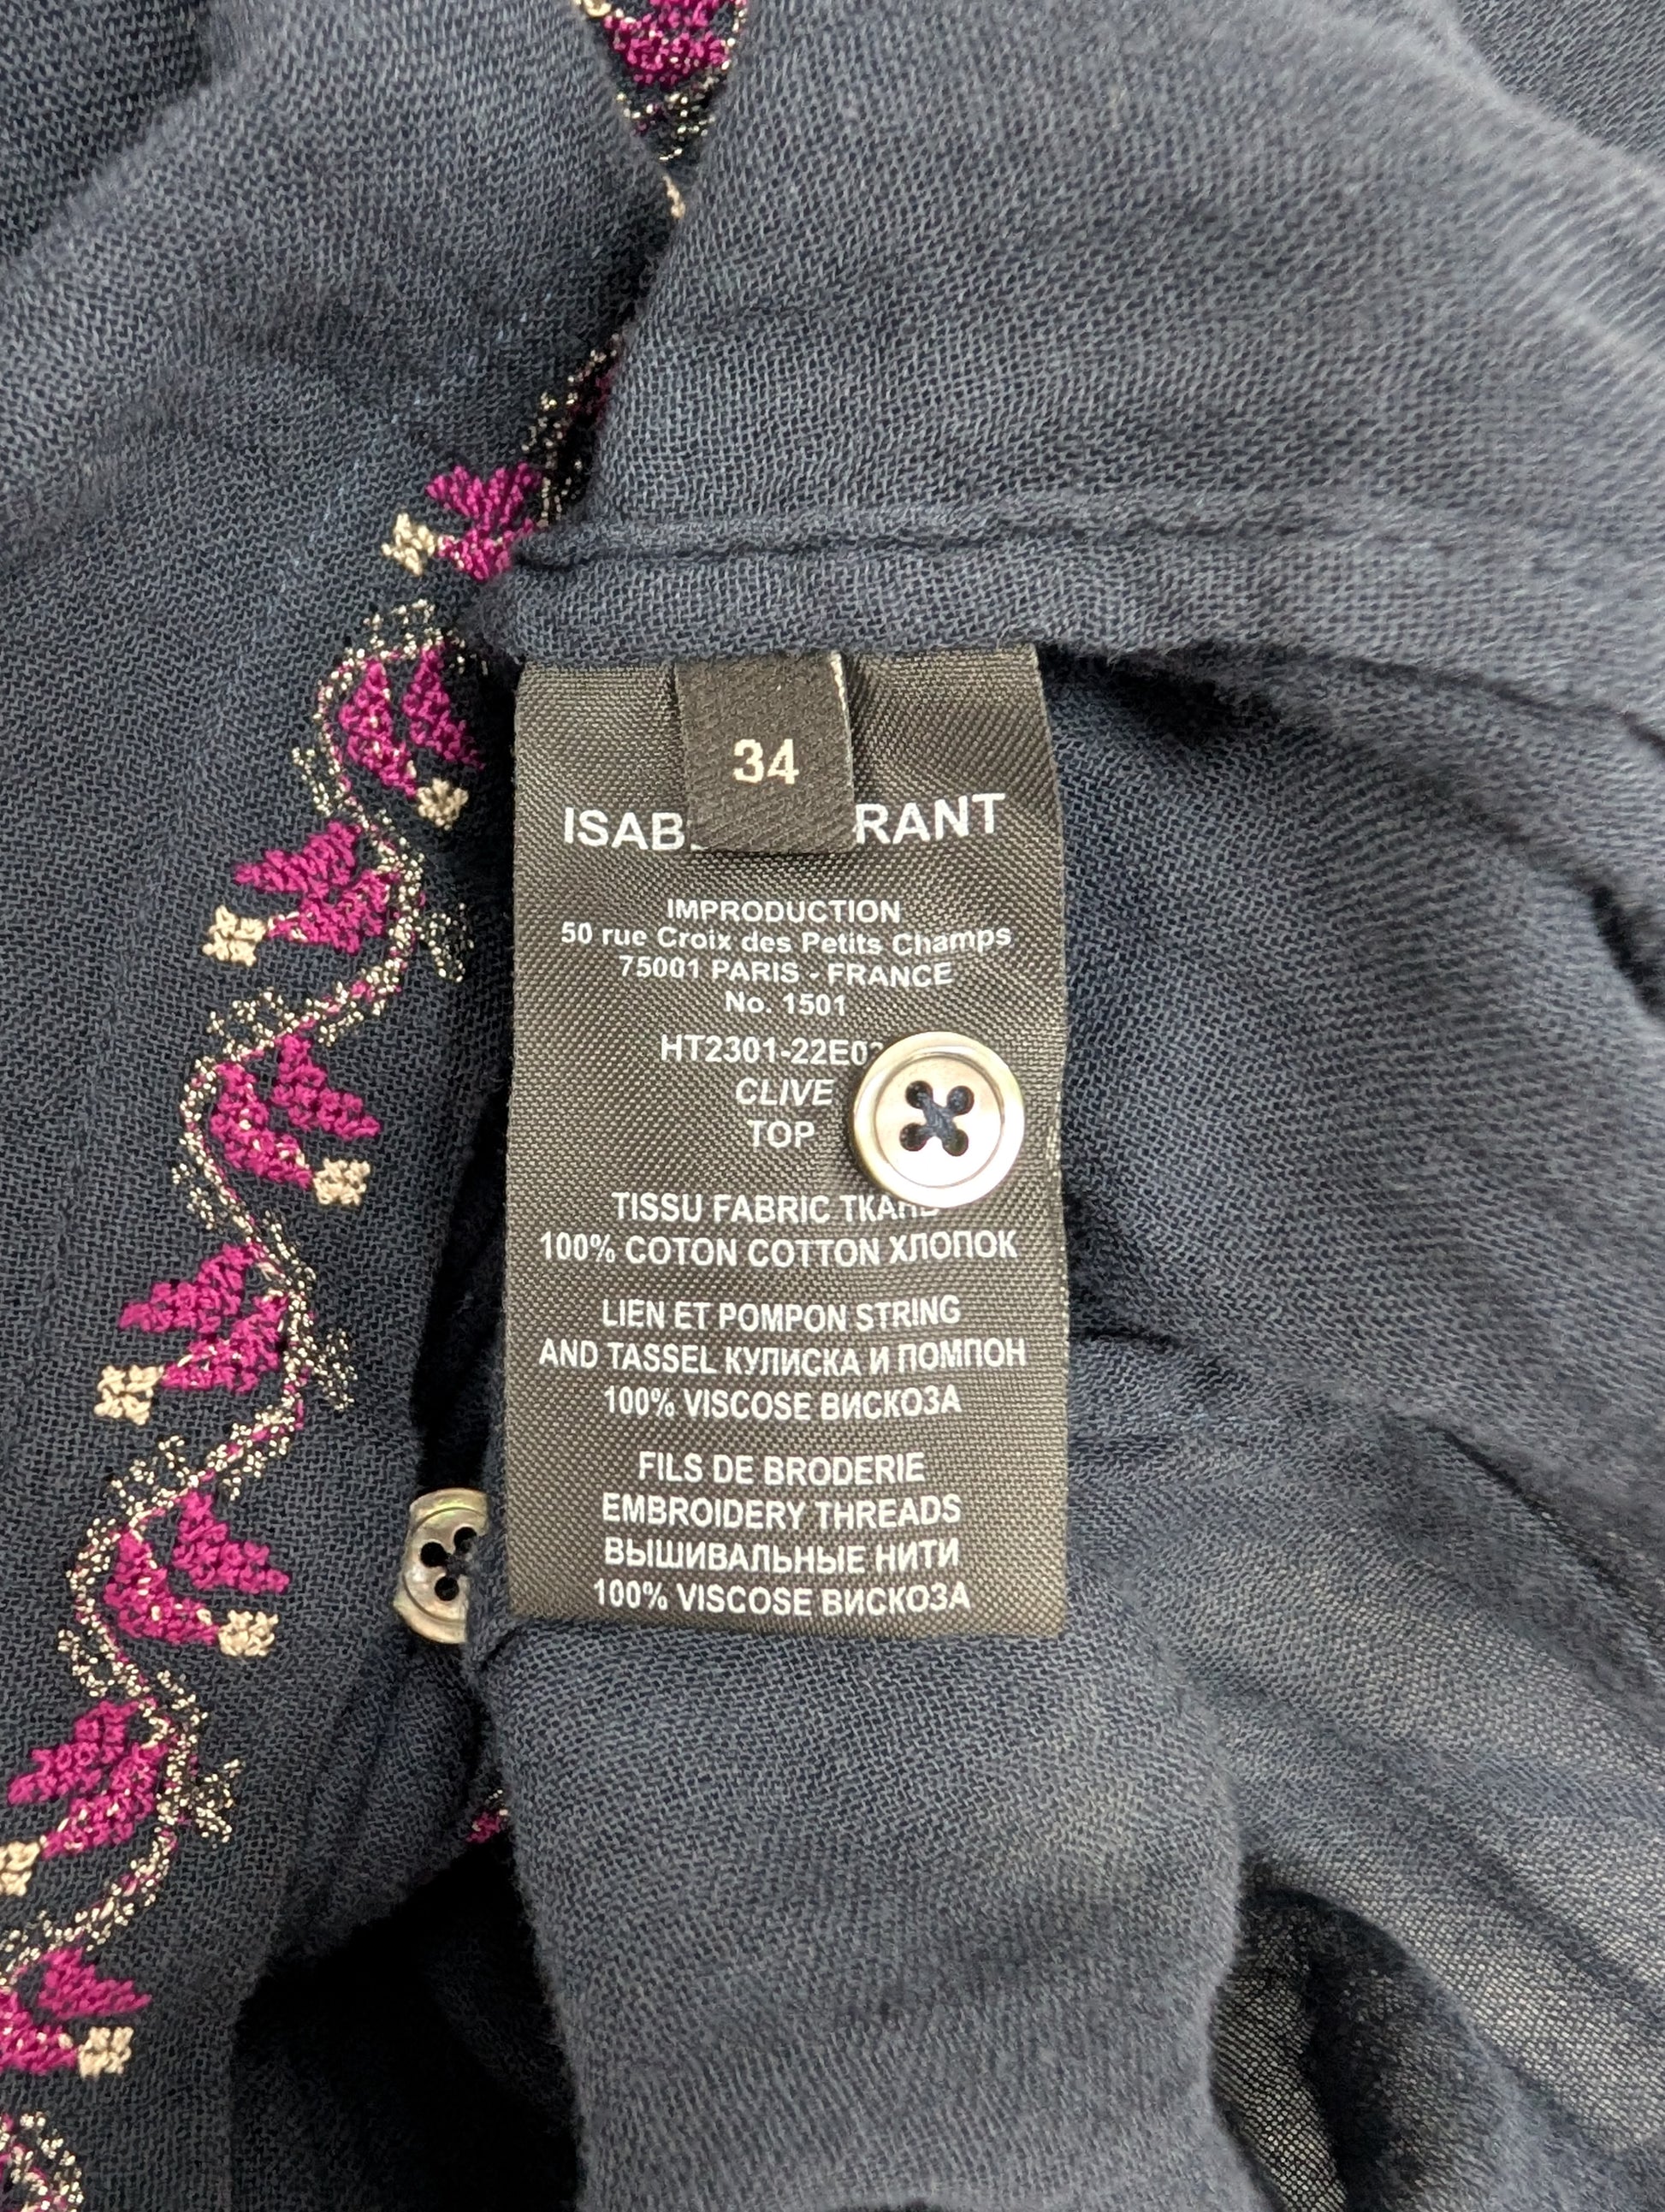 34
ISAB RANT
IMPRODUCTION
50 rue Croix des Petits Champs
75001 PARIS - FRANCE
No. 1501
HT2301-22E0
CLIVE
TOP
TISSU FABRIC ТКАНЬ
100% COTON COTTON ХЛОПОК
LIEN ET POMPON STRING
AND TASSEL КУЛИСКА И ПОМПОН
100% VISCOSE ВИСКОЗА
FILS DE BRODERIE
EMBROIDERY THREADS
ВЫШИВАЛЬНЫЕ НИТИ
100% VISCOSE ВИСКОЗА